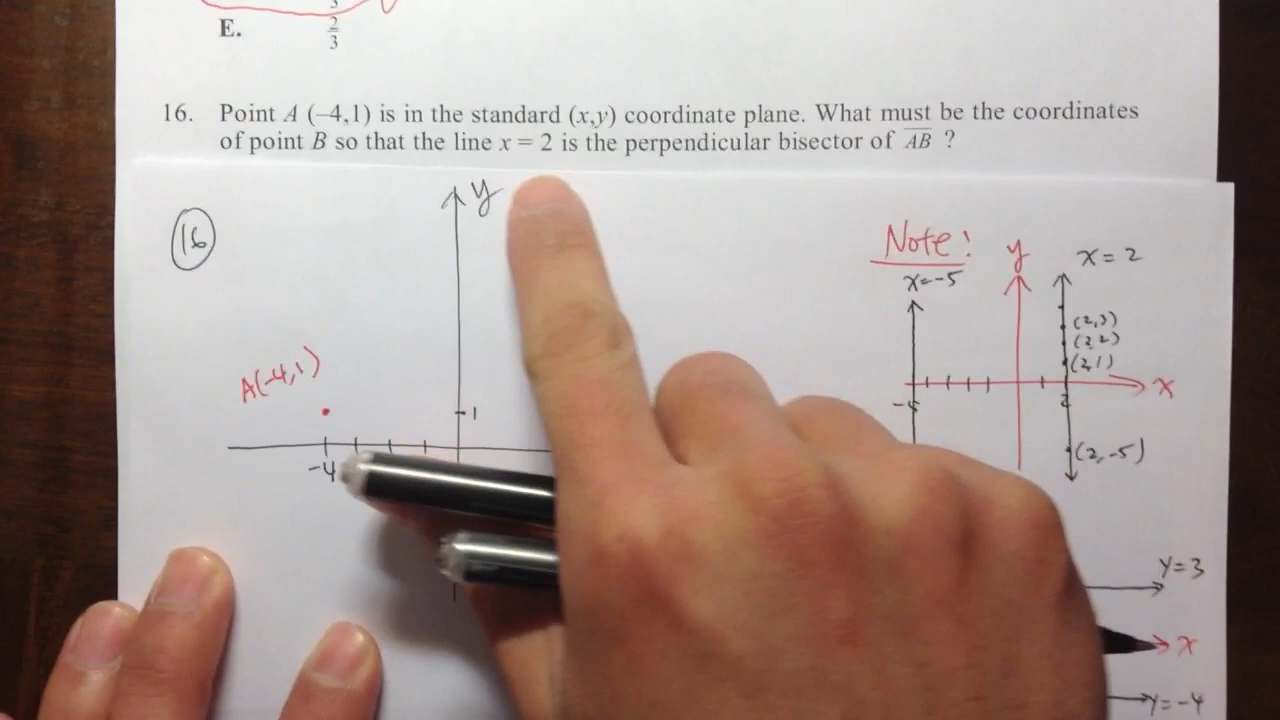 E. 2/3
16. Point A (−4,1) is in the standard (x,y) coordinate plane. What must be the coordinates
of point B so that the line x = 2 is the perpendicular bisector of AB ?
16
y
A(-4,1)
1
-4
Note!
x=-5
y
x=2
(2,3)
(2,2)
(2,1)
x
-5
2
(2,-5)
y=3
x
y=-4